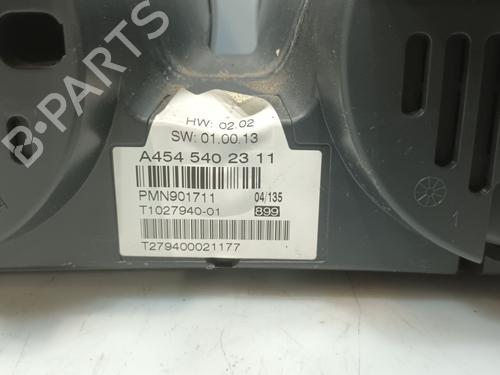 HW: 02.02
SW: 01.00.13
A454 540 23 11
PMN901711 04/135
T1027940-01 899
T279400021177
B-PARTS
1